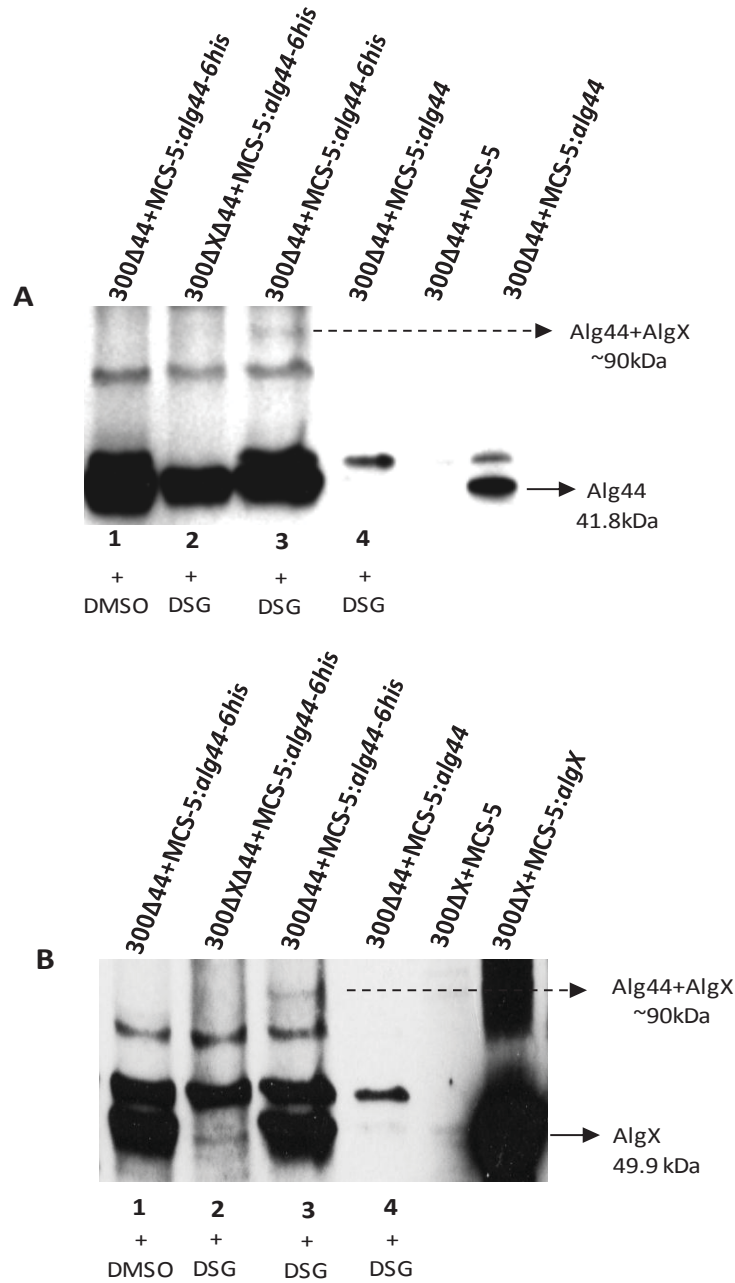 300Δ44+MCS-5:alg44-6his
300ΔXΔ44+MCS-5:alg44-6his
300Δ44+MCS-5:alg44-6his
300Δ44+MCS-5:alg44
300Δ44+MCS-5
300Δ44+MCS-5:alg44
A
Alg44+AlgX
~90kDa
Alg44
41.8kDa
1 2 3 4
+ + + +
DMSO DSG DSG DSG
300Δ44+MCS-5:alg44-6his
300ΔXΔ44+MCS-5:alg44-6his
300Δ44+MCS-5:alg44-6his
300Δ44+MCS-5:alg44
300ΔX+MCS-5
300ΔX+MCS-5:algX
B
Alg44+AlgX
~90kDa
AlgX
49.9 kDa
1 2 3 4
+ + + +
DMSO DSG DSG DSG